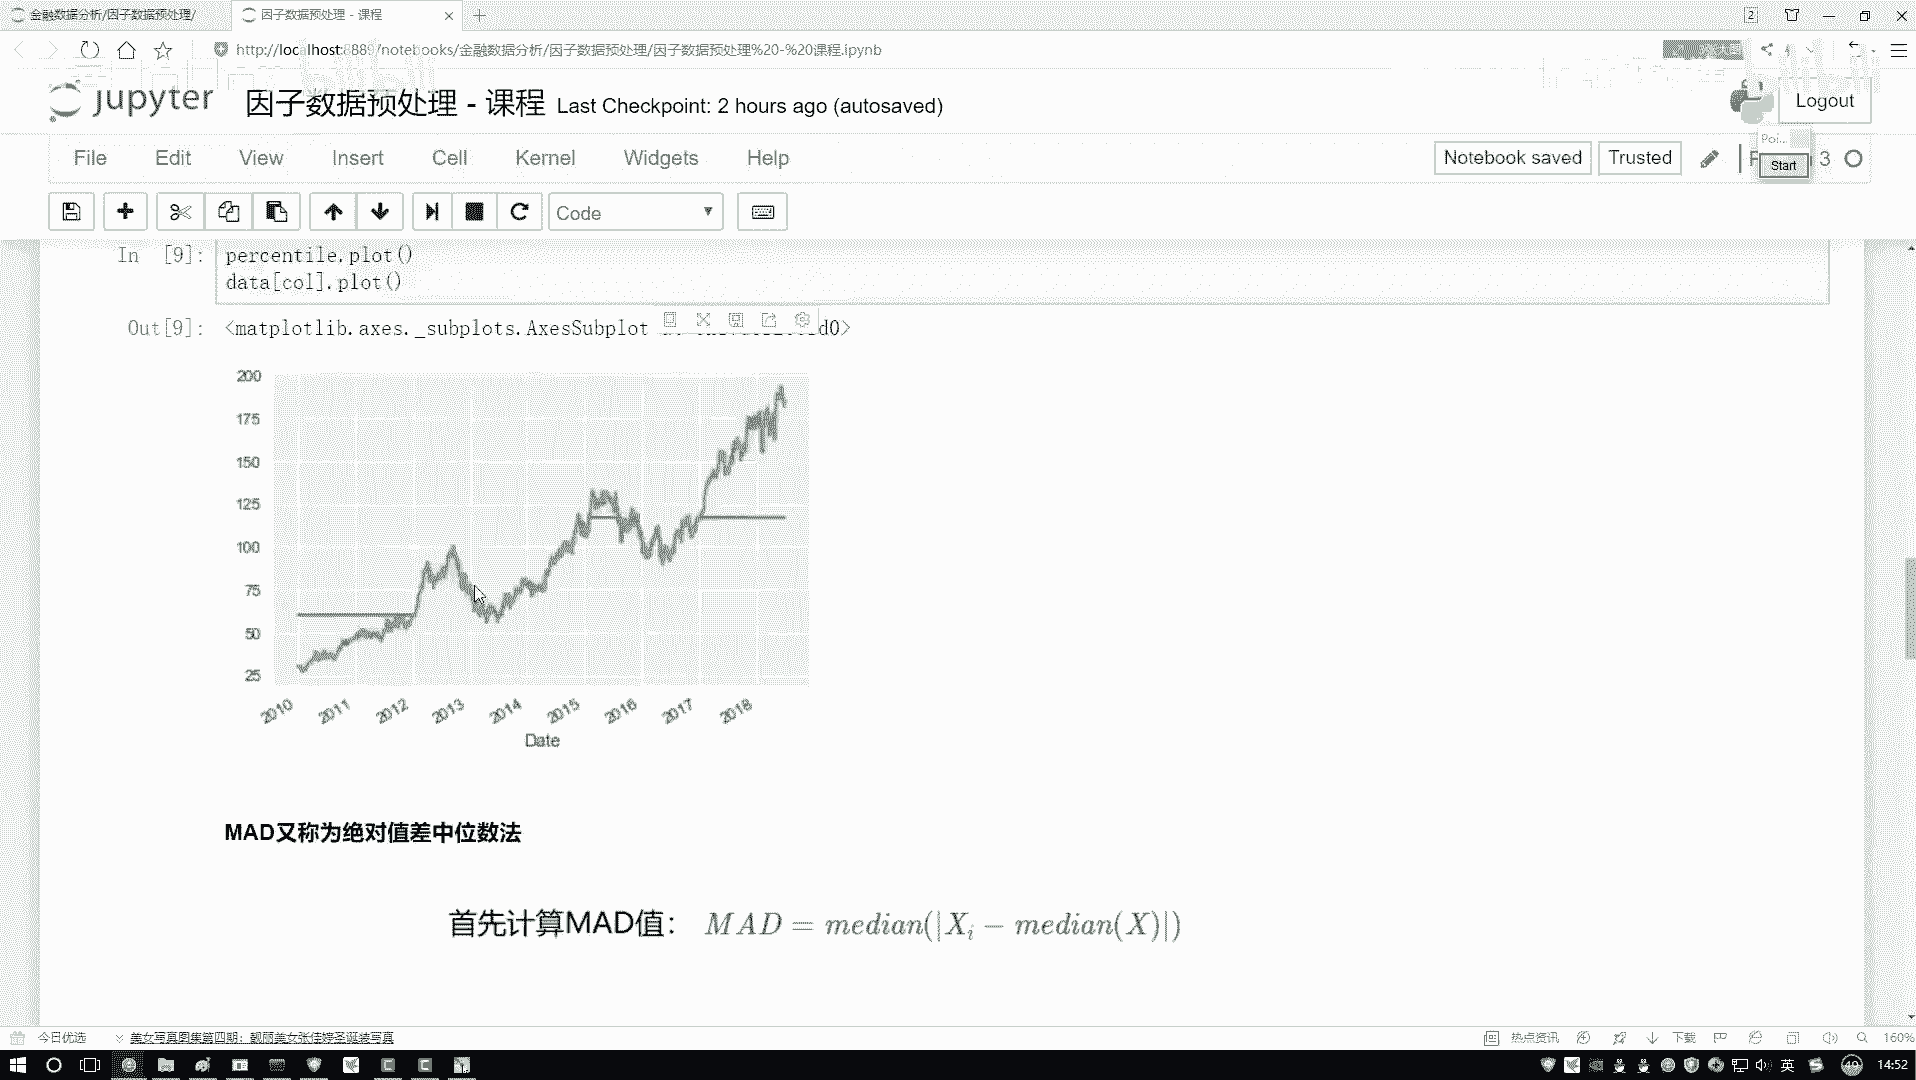 金融数据分析/因子数据预处理/
因子数据预处理 - 课程
2
http://localhost:8889/notebooks/金融数据分析/因子数据预处理/因子数据预处理%20-%20课程.ipynb
jupyter
因子数据预处理 - 课程 Last Checkpoint: 2 hours ago (autosaved)
Logout
File Edit View Insert Cell Kernel Widgets Help
Notebook saved
Trusted
3
Poi...
Start
Code
In [9]:
percentile.plot()
data[col].plot()
Out[9]:
<matplotlib.axes._subplots.AxesSubplot
200
175
150
125
100
75
50
25
2010 2011 2012 2013 2014 2015 2016 2017 2018
Date
MAD又称为绝对值差中位数法
首先计算MAD值： MAD = median(|Xi − median(X)|)
今日优选
美女写真图集第四期：靓丽美女张佳婷圣诞装写真
热点资讯
下载
160%
英
49
14:52